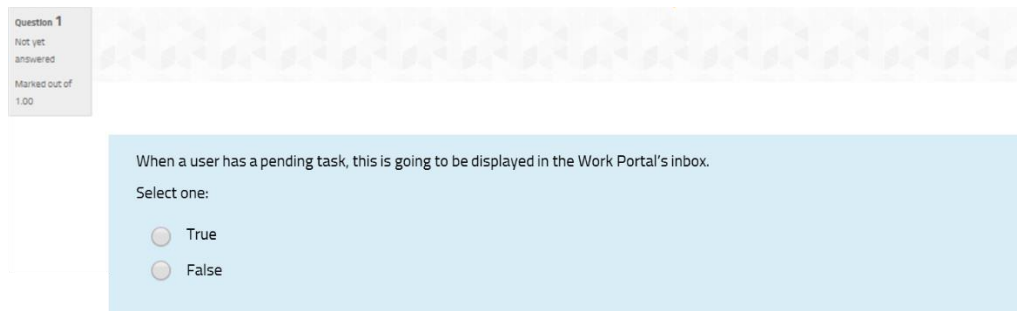 Question 1
Not yet
answered
Marked out of
1.00
When a user has a pending task, this is going to be displayed in the Work Portal's inbox.
Select one:
True
False